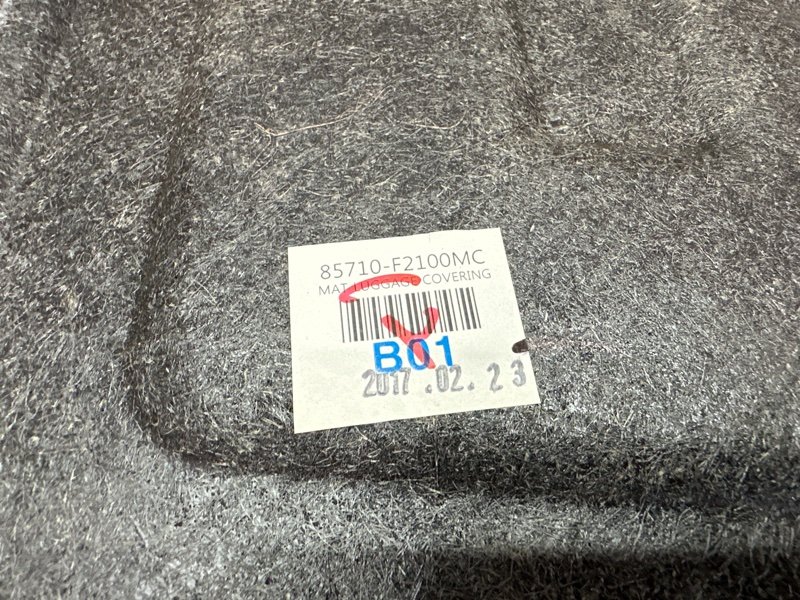 85710-F2100MC
MAT LUGGAGE COVERING
B01
2017.02.23